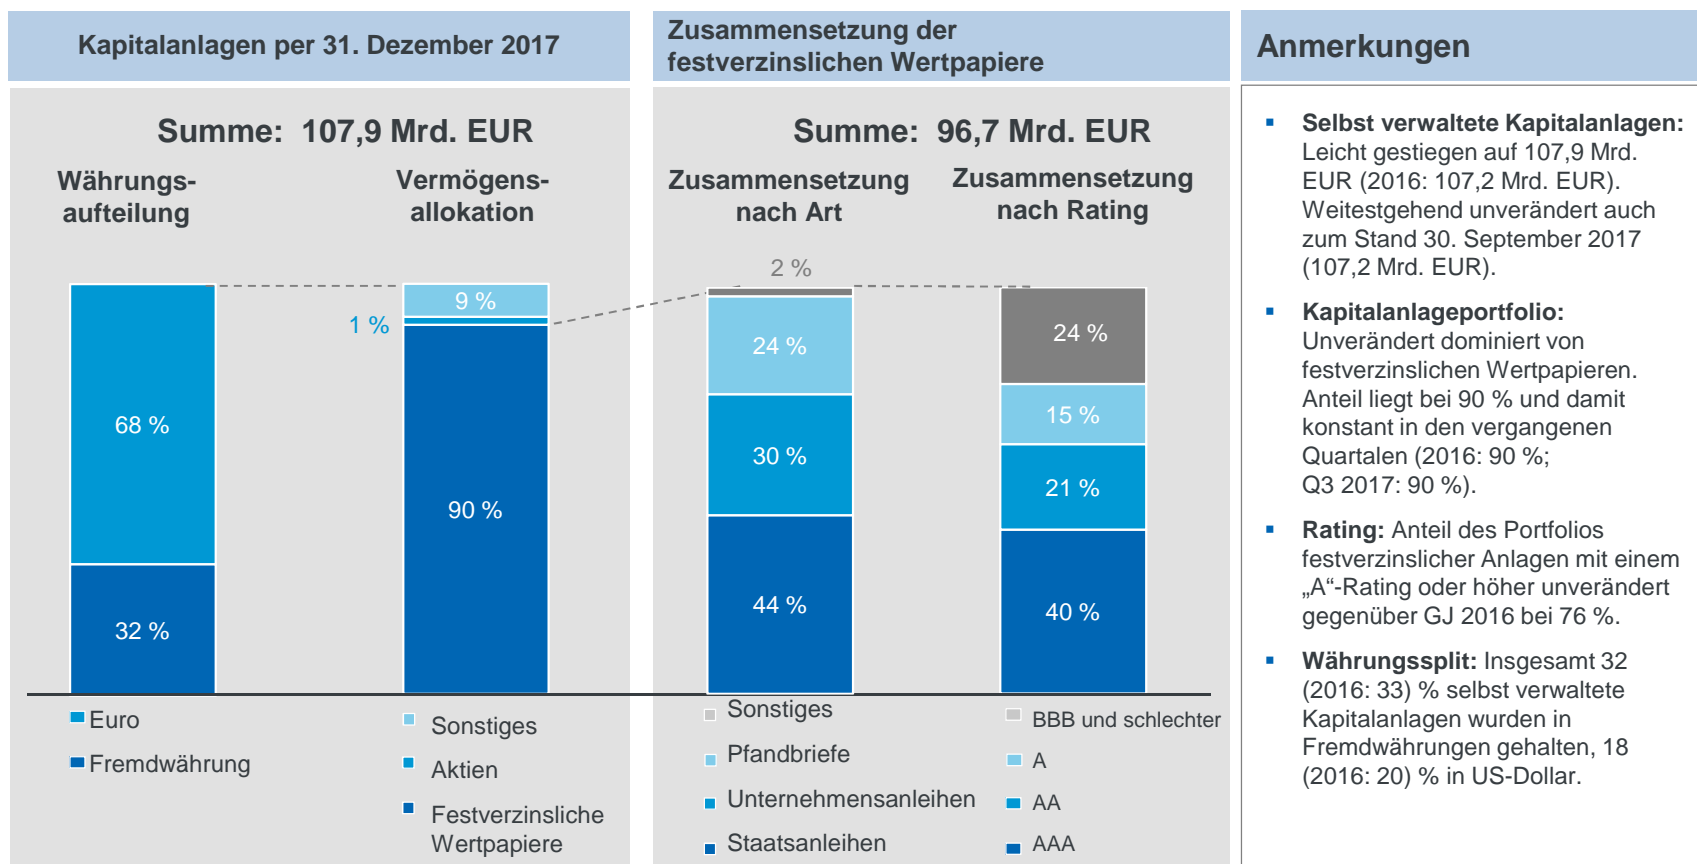 Kapitalanlagen per 31. Dezember 2017
Summe: 107,9 Mrd. EUR
Währungs-
aufteilung
68 %
32 %
Euro
Fremdwährung
Vermögens-
allokation
9 %
1 %
90 %
Sonstiges
Aktien
Festverzinsliche
Wertpapiere
Zusammensetzung der
festverzinslichen Wertpapiere
Summe: 96,7 Mrd. EUR
Zusammensetzung
nach Art
2 %
24 %
30 %
44 %
Sonstiges
Pfandbriefe
Unternehmensanleihen
Staatsanleihen
Zusammensetzung
nach Rating
24 %
15 %
21 %
40 %
BBB und schlechter
A
AA
AAA
Anmerkungen
▪ Selbst verwaltete Kapitalanlagen:
Leicht gestiegen auf 107,9 Mrd.
EUR (2016: 107,2 Mrd. EUR).
Weitestgehend unverändert auch
zum Stand 30. September 2017
(107,2 Mrd. EUR).
▪ Kapitalanlageportfolio:
Unverändert dominiert von
festverzinslichen Wertpapieren.
Anteil liegt bei 90 % und damit
konstant in den vergangenen
Quartalen (2016: 90 %;
Q3 2017: 90 %).
▪ Rating: Anteil des Portfolios
festverzinslicher Anlagen mit einem
„A“-Rating oder höher unverändert
gegenüber GJ 2016 bei 76 %.
▪ Währungssplit: Insgesamt 32
(2016: 33) % selbst verwaltete
Kapitalanlagen wurden in
Fremdwährungen gehalten, 18
(2016: 20) % in US-Dollar.